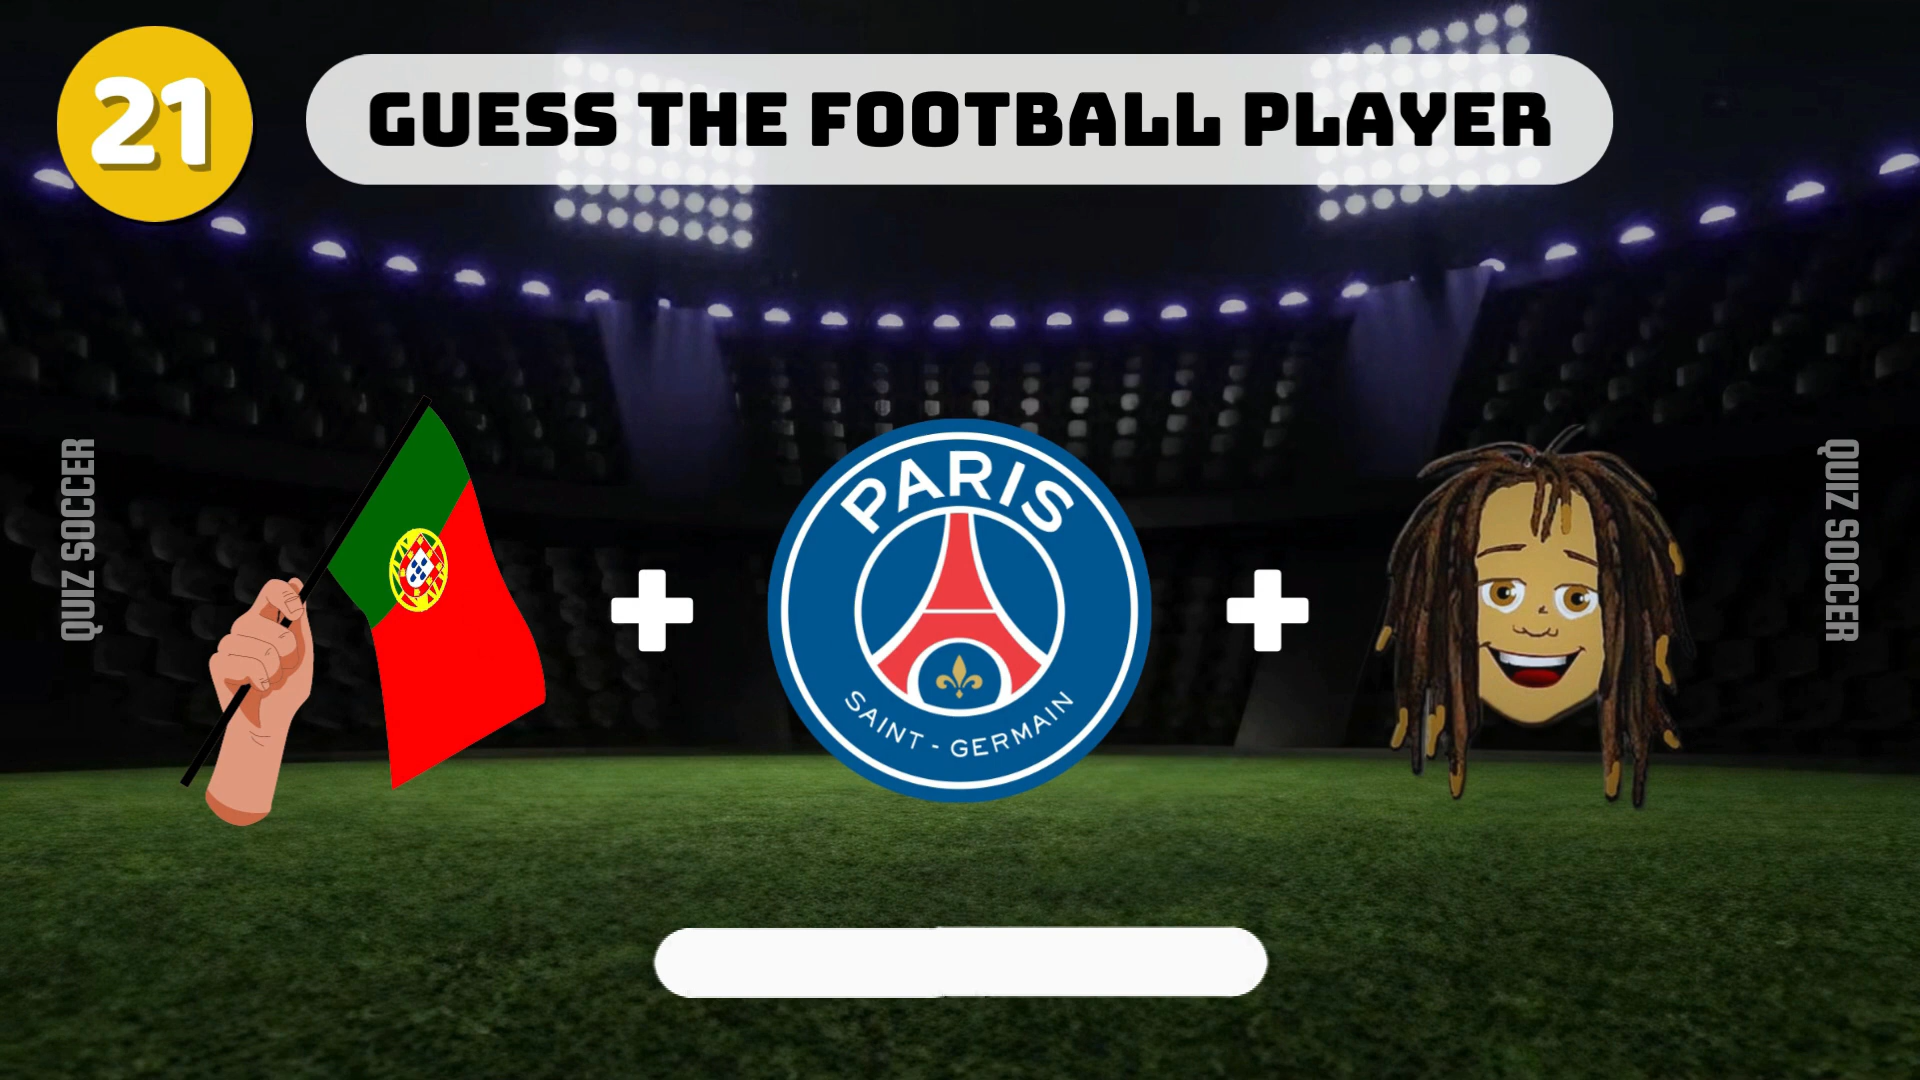 21
GUESS THE FOOTBALL PLAYER
QUIZ SOCCER
PARIS
SAINT - GERMAIN
QUIZ SOCCER